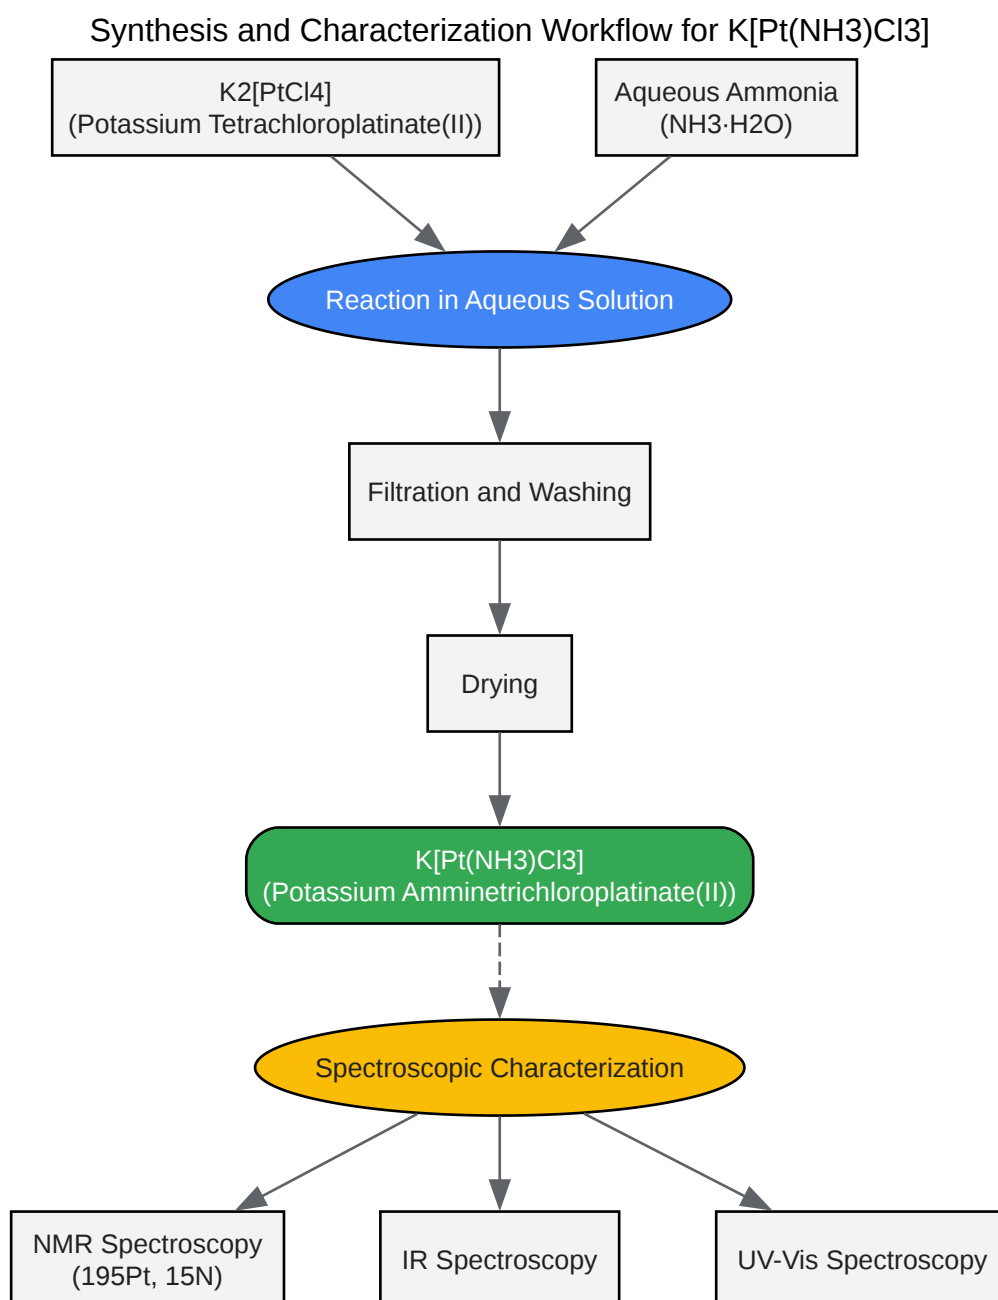 Synthesis and Characterization Workflow for K[Pt(NH3)Cl3]
K2[PtCl4]
(Potassium Tetrachloroplatinate(II))
Aqueous Ammonia
(NH3·H2O)
Reaction in Aqueous Solution
Filtration and Washing
Drying
K[Pt(NH3)Cl3]
(Potassium Amminetrichloroplatinate(II))
Spectroscopic Characterization
NMR Spectroscopy
(195Pt, 15N)
IR Spectroscopy
UV-Vis Spectroscopy